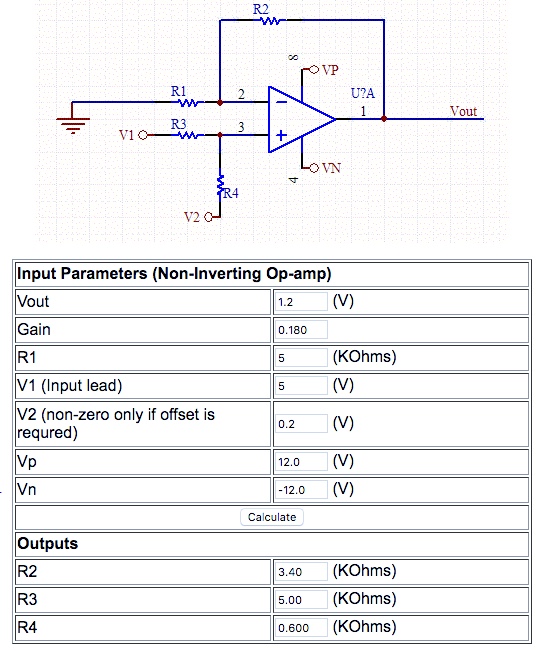 R2
8
VP
R1
2
U?A
1
Vout
V1
R3
3
VN
4
R4
V2
Input Parameters (Non-Inverting Op-amp)
Vout 1.2 (V)
Gain 0.180
R1 5 (KOhms)
V1 (Input lead) 5 (V)
V2 (non-zero only if offset is
requred) 0.2 (V)
Vp 12.0 (V)
Vn -12.0 (V)
Calculate
Outputs
R2 3.40 (KOhms)
R3 5.00 (KOhms)
R4 0.600 (KOhms)